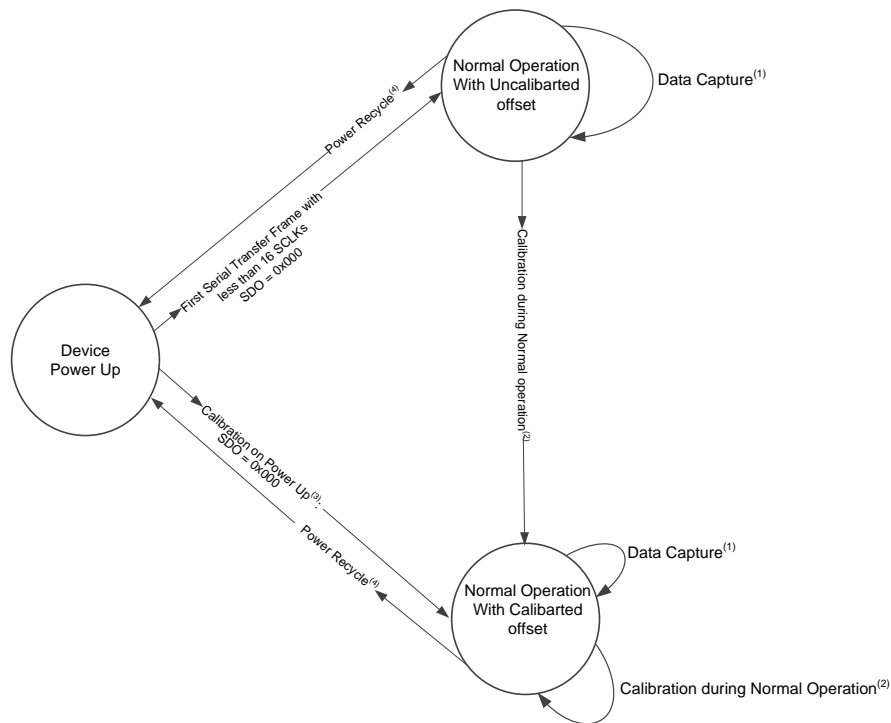 Normal Operation
With Uncalibarted
offset
Data Capture(1)
Power Recycle(4)
First Serial Transfer Frame with
less than 16 SCLKs
SDO = 0x000
Calibration during Normal operation(2)
Device
Power Up
Calibration on Power Up(3):
SDO = 0x000
Power Recycle(4)
Normal Operation
With Calibarted
offset
Data Capture(1)
Calibration during Normal Operation(2)